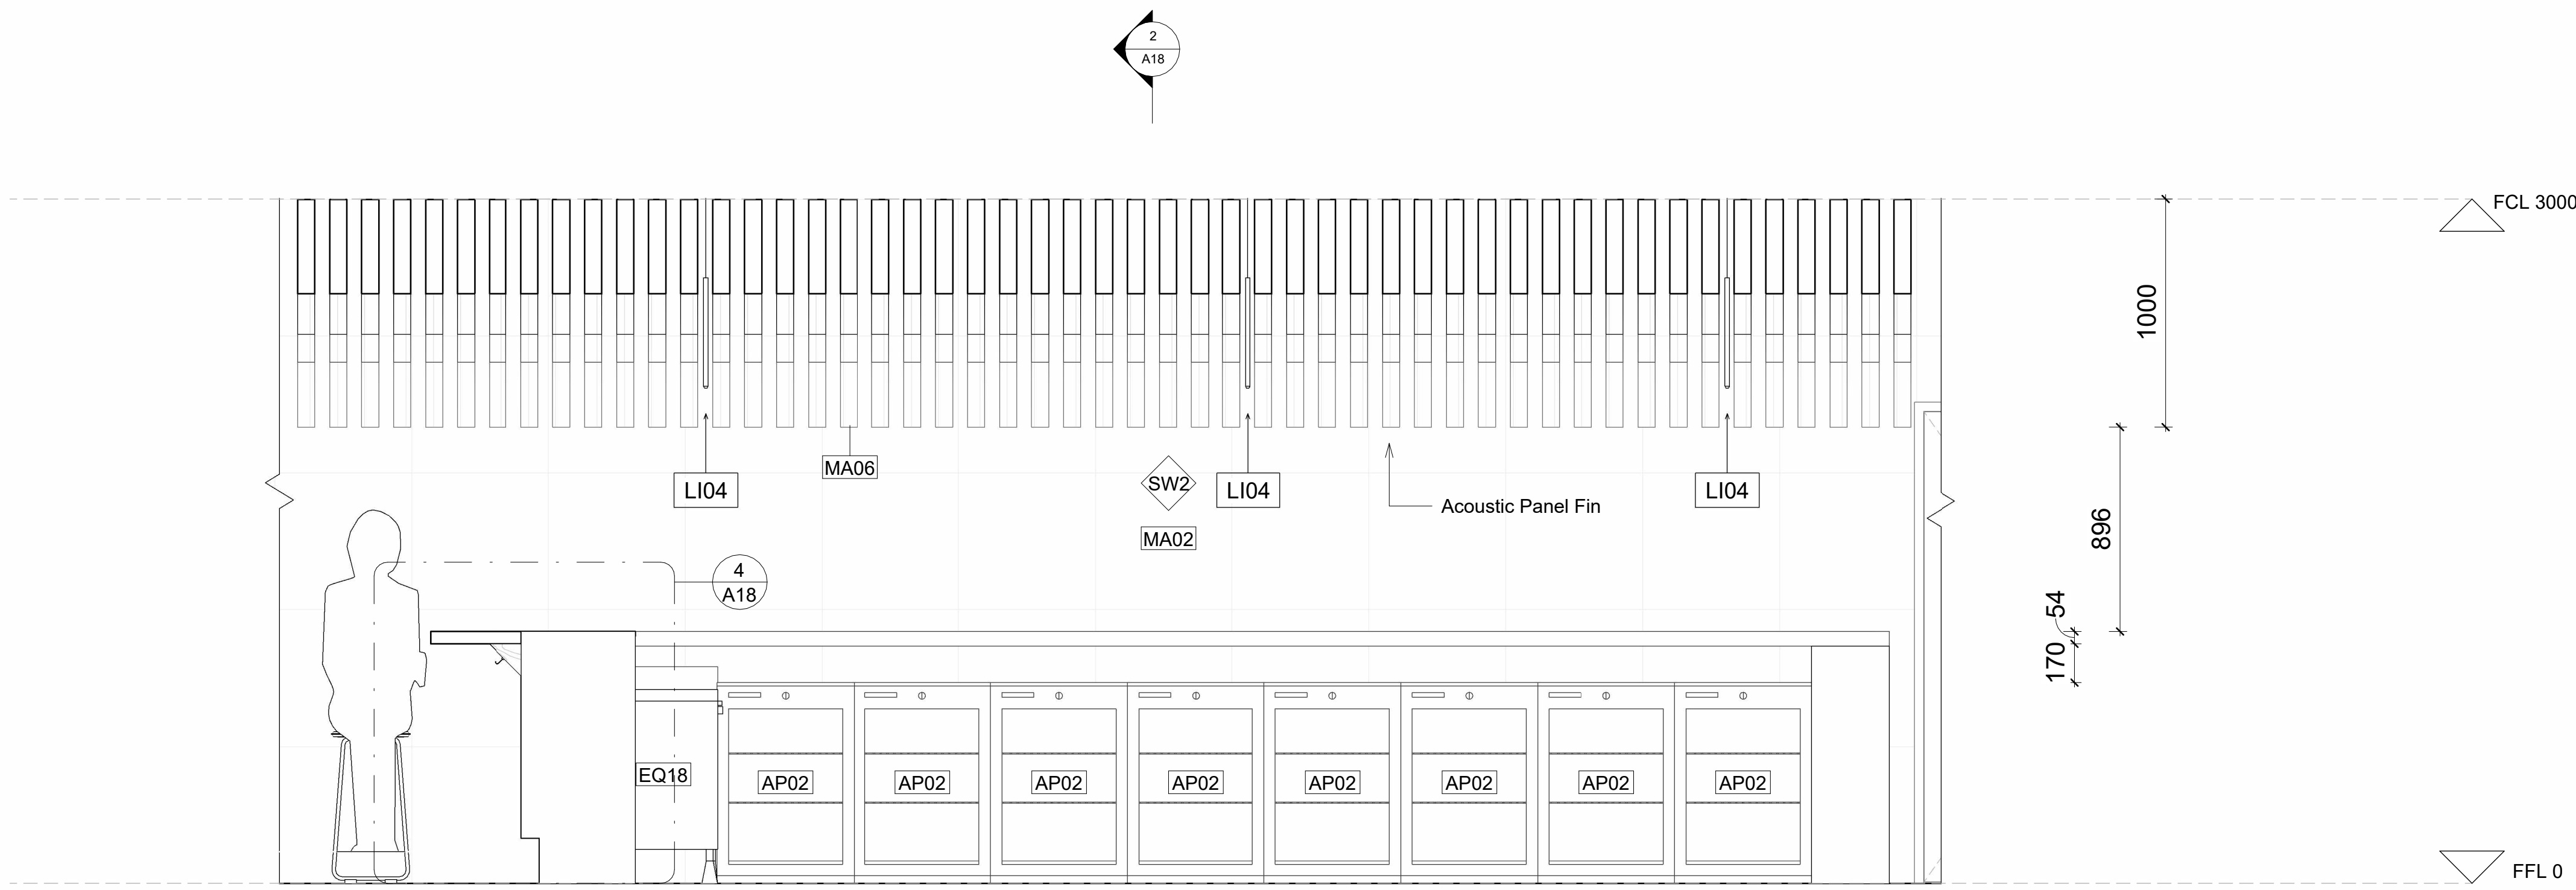 2
A18
FCL 3000
1000
MA06
LI04
SW2
LI04
LI04
Acoustic Panel Fin
MA02
896
4
A18
54
170
EQ18
AP02
AP02
AP02
AP02
AP02
AP02
AP02
AP02
FFL 0